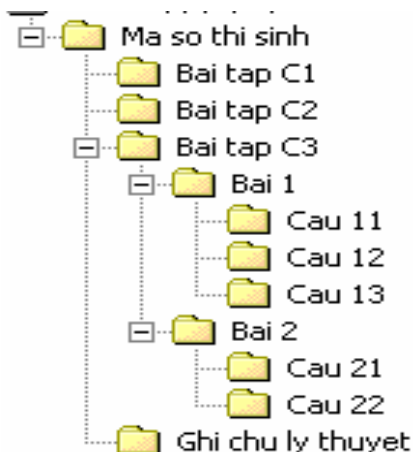 Ma so thi sinh
Bai tap C1
Bai tap C2
Bai tap C3
Bai 1
Cau 11
Cau 12
Cau 13
Bai 2
Cau 21
Cau 22
Ghi chu ly thuyet